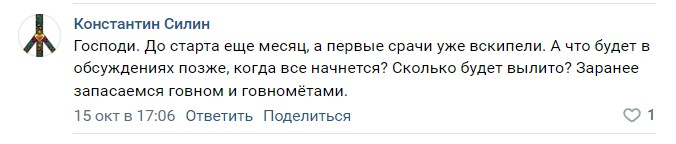 Константин Силин
Господи. До старта еще месяц, а первые срачи уже вскипели. А что будет в
обсуждениях позже, когда все начнется? Сколько будет вылито? Заранее
запасаемся говном и говномётами.
15 окт в 17:06 Ответить Поделиться 1